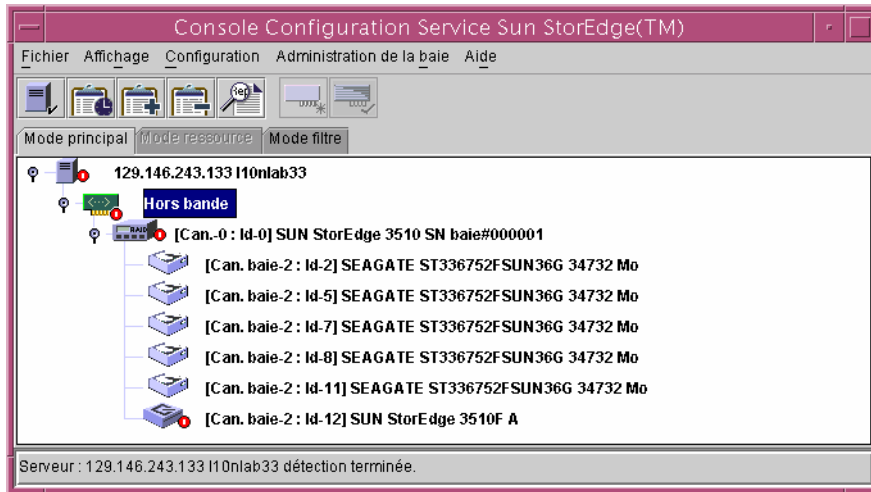 Console Configuration Service Sun StorEdge(TM)
Fichier Affichage Configuration Administration de la baie Aide
Rep
Mode principal Mode ressource Mode filtre
129.146.243.133 l10nlab33
Hors bande
RAID [Can.-0 : Id-0] SUN StorEdge 3510 SN baie#000001
[Can. baie-2 : Id-2] SEAGATE ST336752FSUN36G 34732 Mo
[Can. baie-2 : Id-5] SEAGATE ST336752FSUN36G 34732 Mo
[Can. baie-2 : Id-7] SEAGATE ST336752FSUN36G 34732 Mo
[Can. baie-2 : Id-8] SEAGATE ST336752FSUN36G 34732 Mo
[Can. baie-2 : Id-11] SEAGATE ST336752FSUN36G 34732 Mo
[Can. baie-2 : Id-12] SUN StorEdge 3510F A
Serveur : 129.146.243.133 l10nlab33 détection terminée.